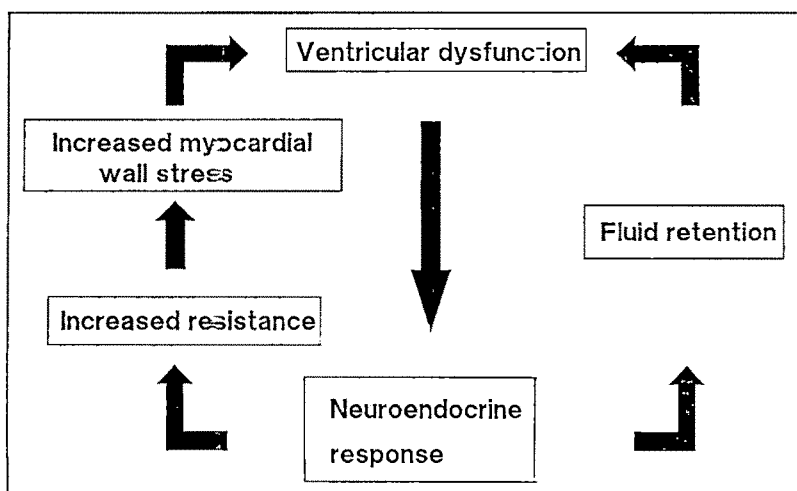 Ventricular dysfunction
Increased myocardial
wall stress
Fluid retention
Increased resistance
Neuroendocrine
response